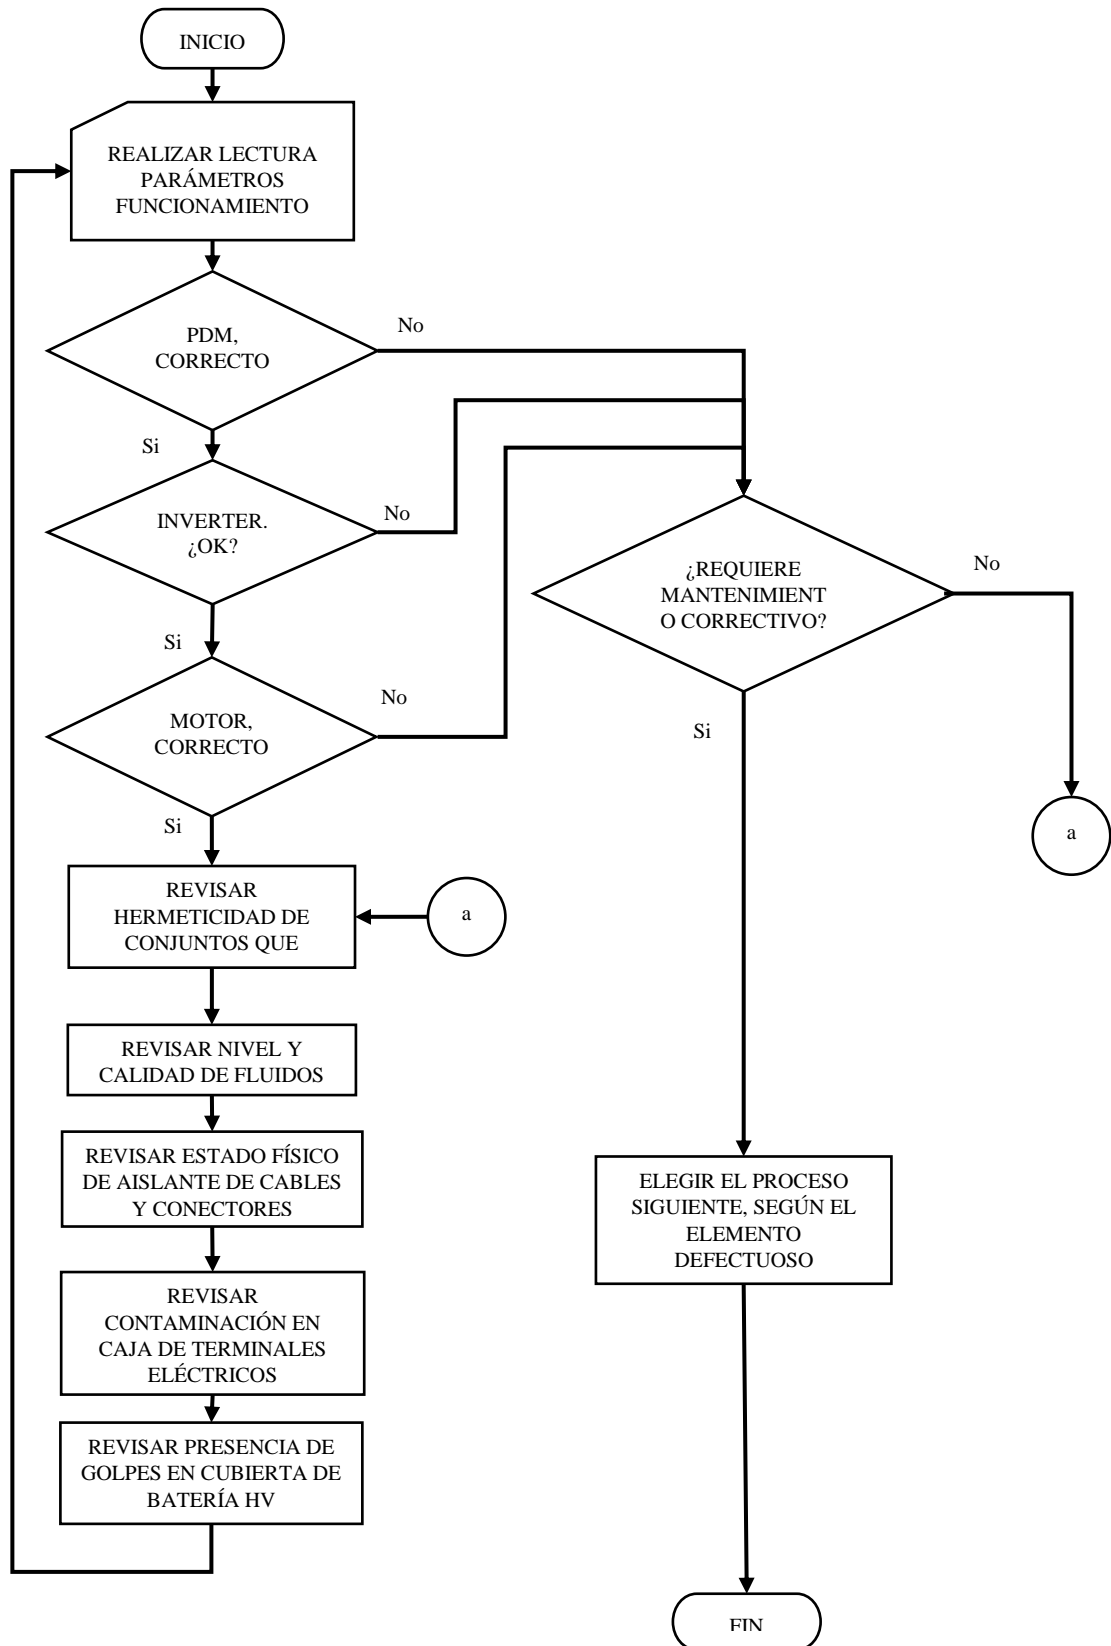 INICIO
REALIZAR LECTURA
PARÁMETROS
FUNCIONAMIENTO
PDM,
CORRECTO
No
Si
INVERTER.
¿OK?
No
Si
MOTOR,
CORRECTO
No
Si
¿REQUIERE
MANTENIMIENT
O CORRECTIVO?
No
Si
a
REVISAR
HERMETICIDAD DE
CONJUNTOS QUE
a
REVISAR NIVEL Y
CALIDAD DE FLUIDOS
REVISAR ESTADO FÍSICO
DE AISLANTE DE CABLES
Y CONECTORES
ELEGIR EL PROCESO
SIGUIENTE, SEGÚN EL
ELEMENTO
DEFECTUOSO
REVISAR
CONTAMINACIÓN EN
CAJA DE TERMINALES
ELÉCTRICOS
REVISAR PRESENCIA DE
GOLPES EN CUBIERTA DE
BATERÍA HV
FIN